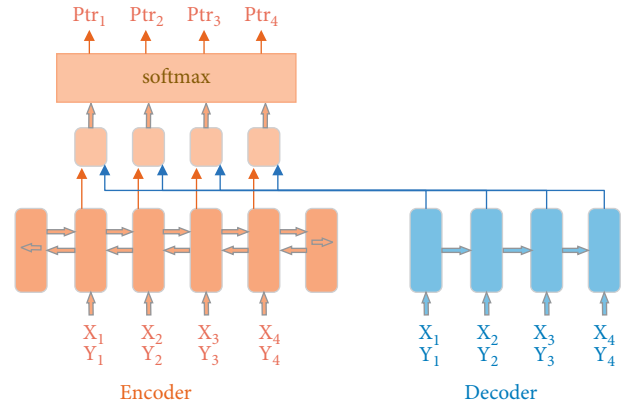 Ptr1 Ptr2 Ptr3 Ptr4
softmax
X1 X2 X3 X4 X1 X2 X3 X4
Y1 Y2 Y3 Y4 Y1 Y2 Y3 Y4
Encoder Decoder